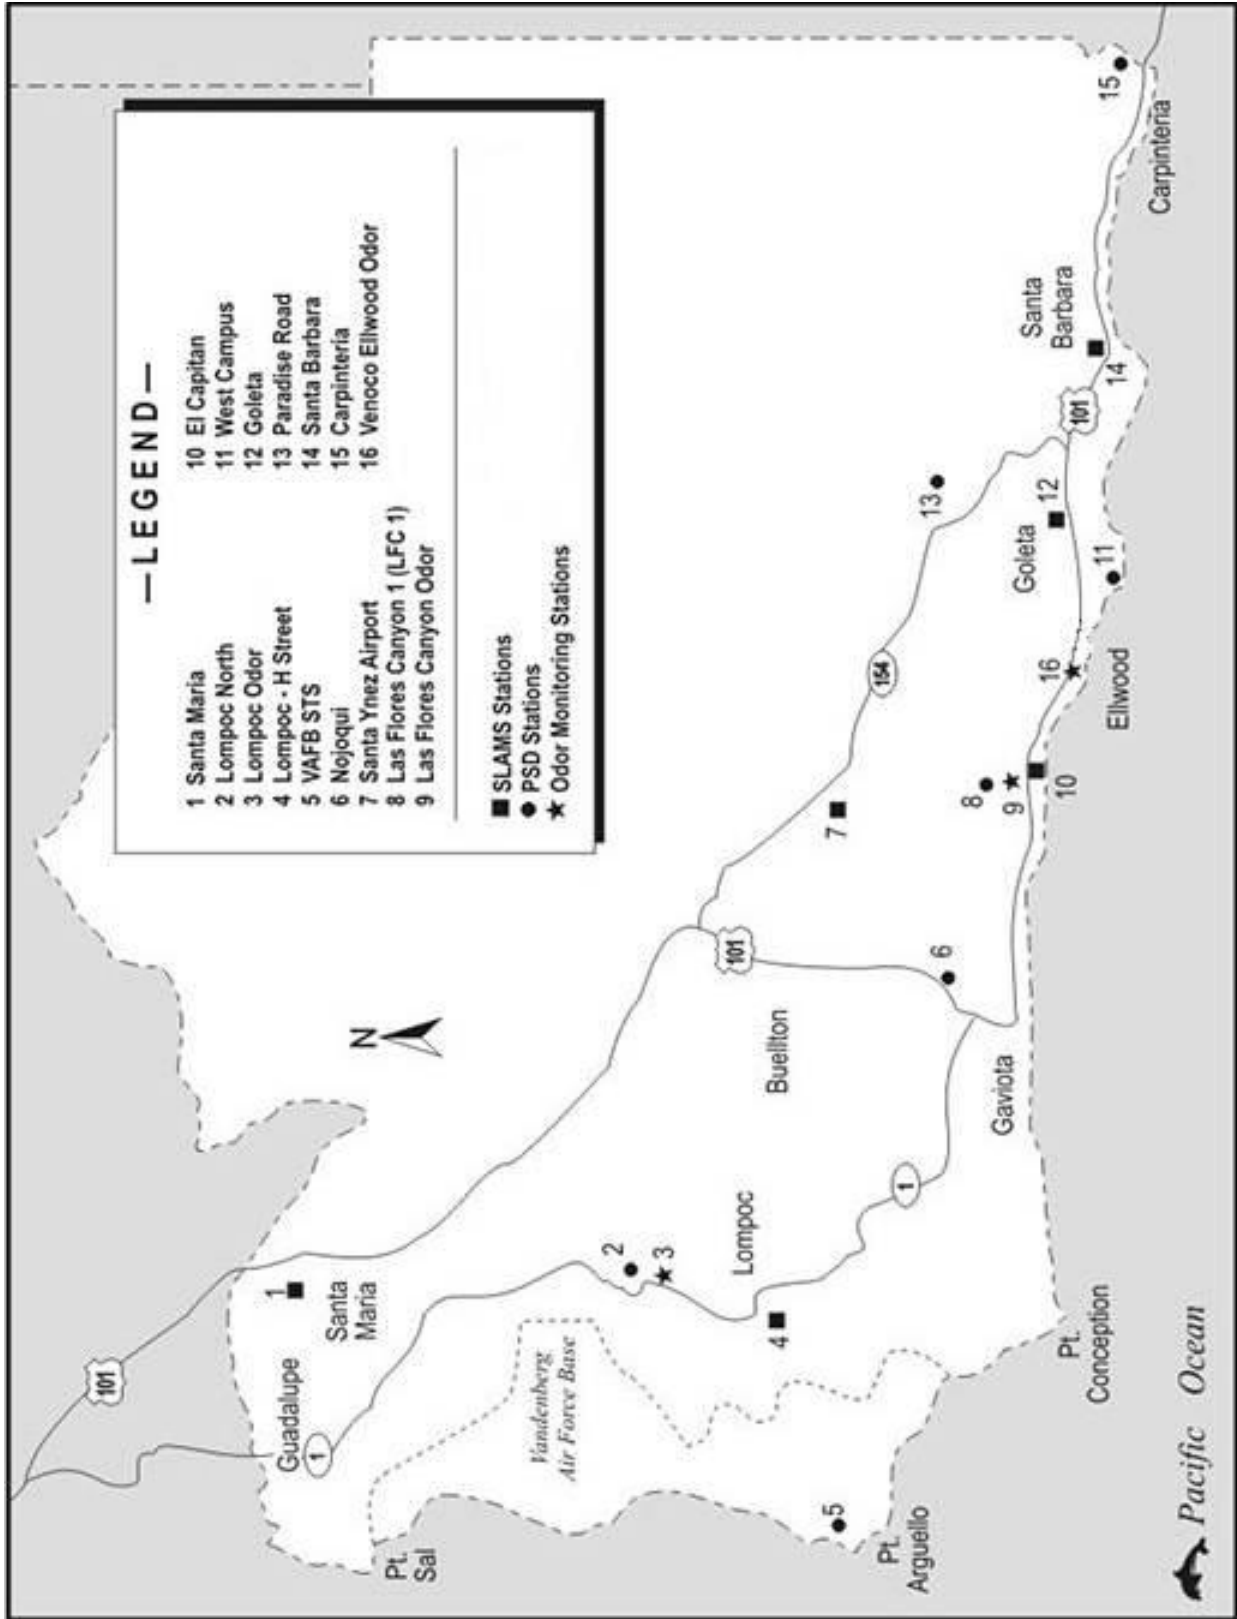 —LEGEND—
1 Santa Maria
2 Lompoc North
3 Lompoc Odor
4 Lompoc - H Street
5 VAFB STS
6 Nojoqui
7 Santa Ynez Airport
8 Las Flores Canyon 1 (LFC 1)
9 Las Flores Canyon Odor
10 El Capitan
11 West Campus
12 Goleta
13 Paradise Road
14 Santa Barbara
15 Carpinteria
16 Venoco Ellwood Odor
SLAMS Stations
PSD Stations
Odor Monitoring Stations
101
Guadalupe
1
1
Santa
Maria
N
Pt.
Sal
Vandenberg
Air Force Base
2
3
Lompoc
4
5
Pt.
Arguello
1
Buellton
101
6
Gaviota
Pt.
Conception
7
154
8
9
10
13
16
Ellwood
Goleta
12
11
101
Santa
Barbara
14
15
Carpinteria
Pacific Ocean